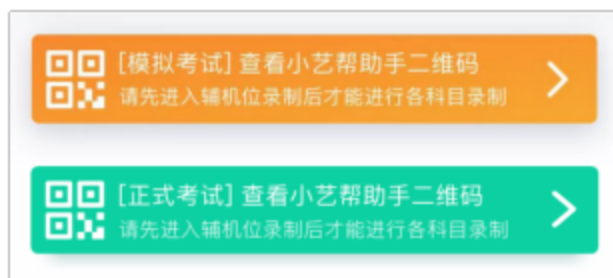 [模拟考试] 查看小艺帮助手二维码
请先进入辅机位录制后才能进行各科目录制
[正式考试] 查看小艺帮助手二维码
请先进入辅机位录制后才能进行各科目录制